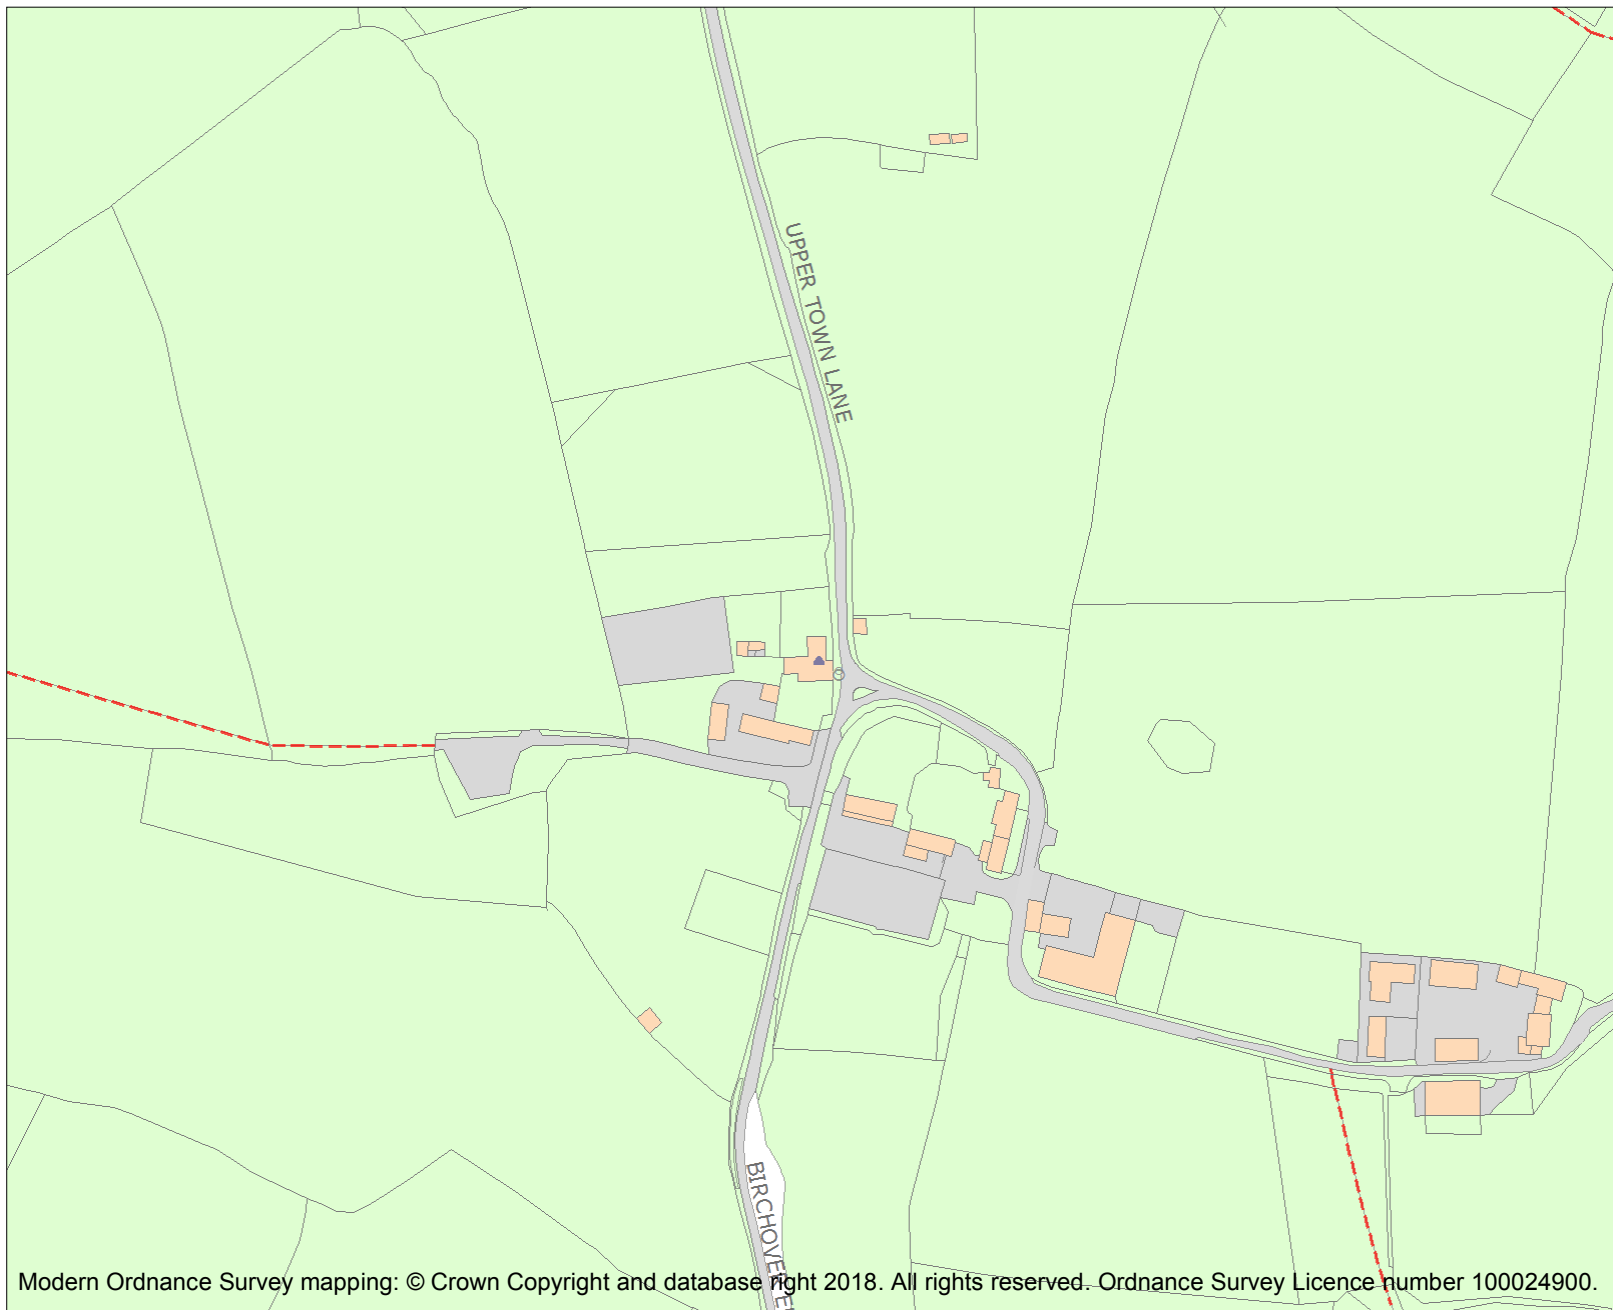 UPPER TOWN LANE
BIRCHOVER
Modern Ordnance Survey mapping: © Crown Copyright and database right 2018. All rights reserved. Ordnance Survey Licence number 100024900.